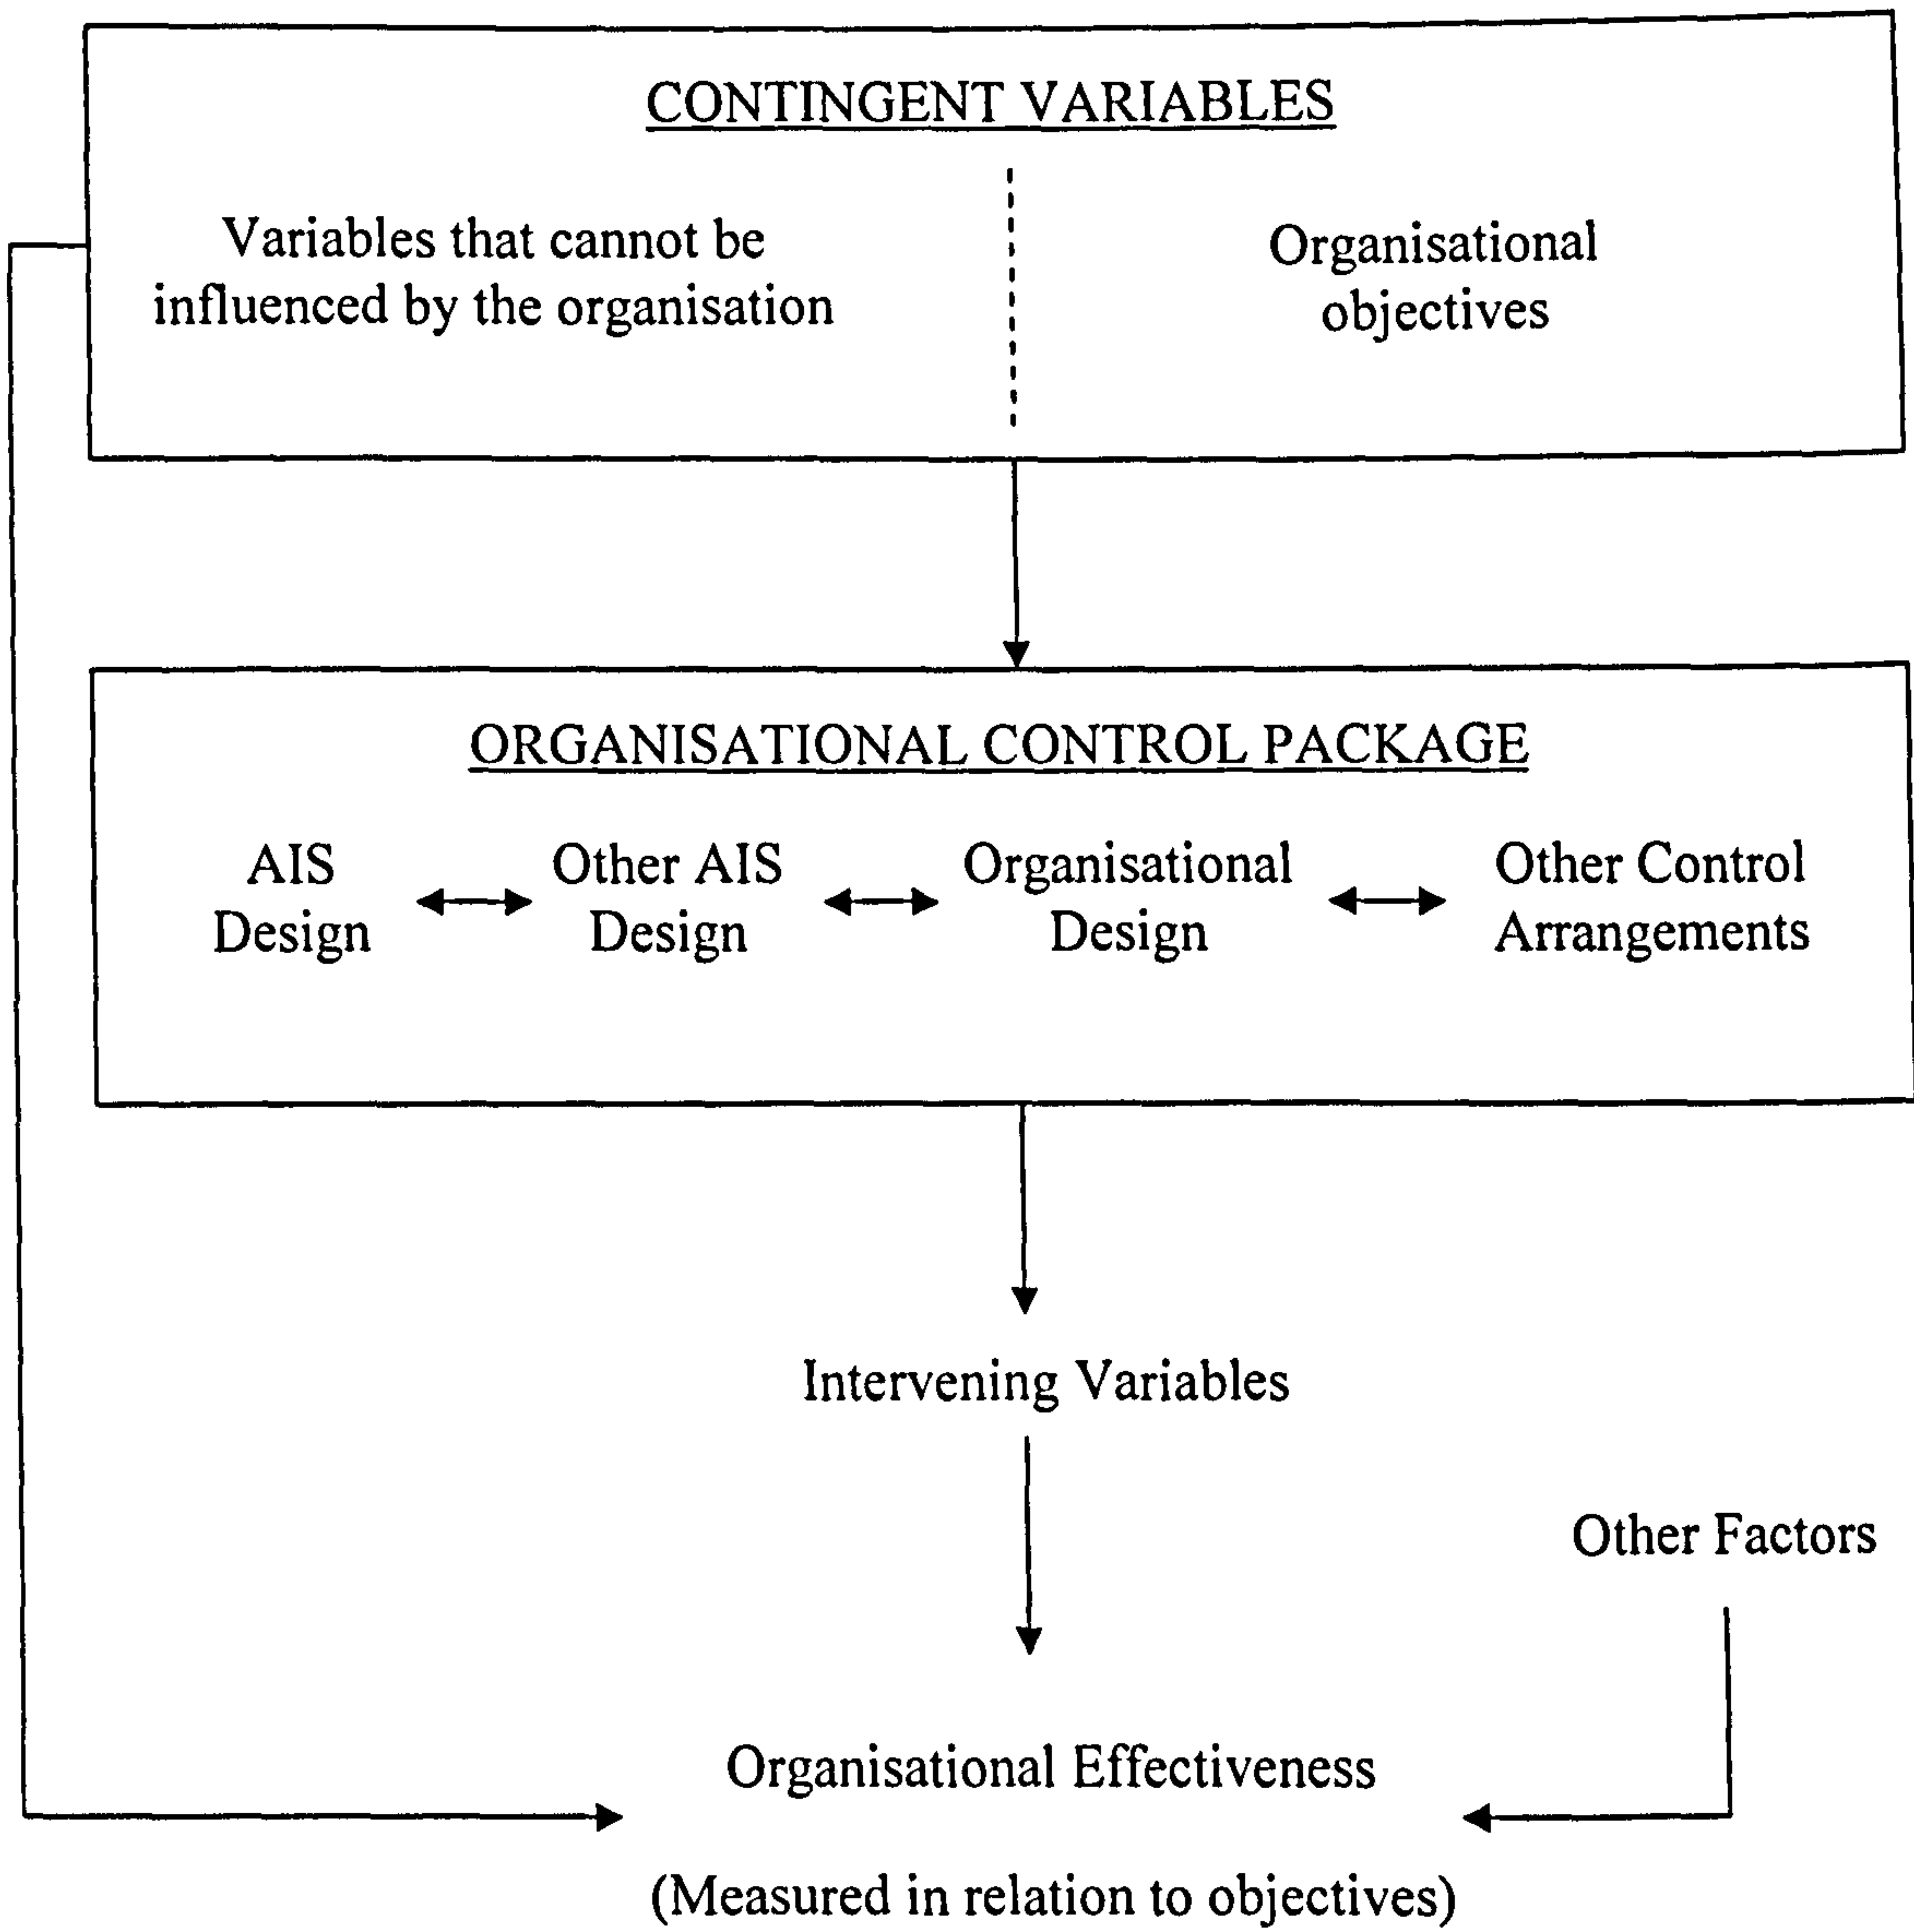 CONTINGENT VARIABLES
Variables that cannot be
influenced by the organisation
Organisational
objectives
ORGANISATIONAL CONTROL PACKAGE
AIS
Design
Other AIS
Design
Organisational
Design
Other Control
Arrangements
Intervening Variables
Other Factors
Organisational Effectiveness
(Measured in relation to objectives)